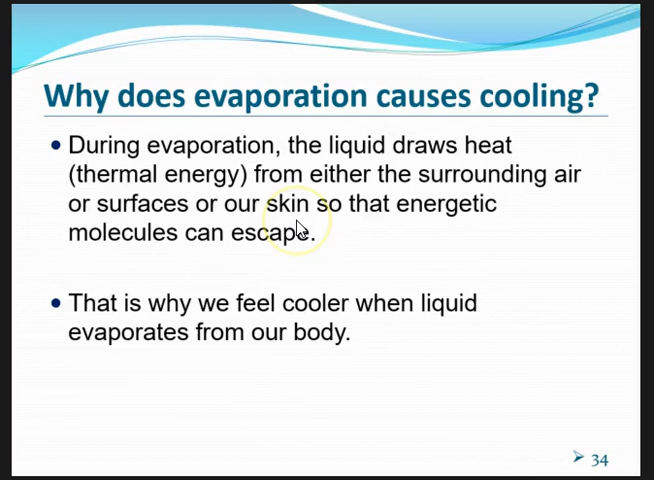 Why does evaporation causes cooling?
• During evaporation, the liquid draws heat
(thermal energy) from either the surrounding air
or surfaces or our skin so that energetic
molecules can escape.
• That is why we feel cooler when liquid
evaporates from our body.
➢ 34